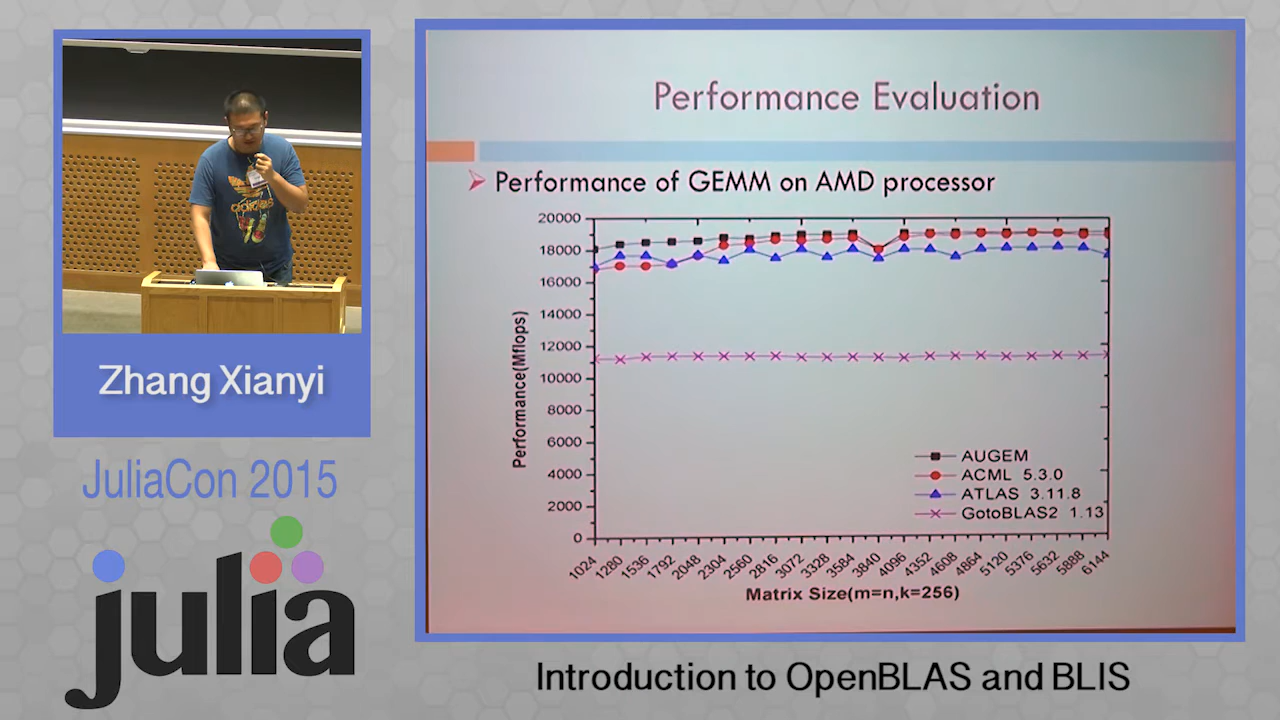 Performance Evaluation
Performance of GEMM on AMD processor
20000
18000
16000
14000
12000
10000
8000
6000
4000
2000
0
Performance(Mflops)
AUGEM
ACML 5.3.0
ATLAS 3.11.8
GotoBLAS2 1.13
1024 1280 1536 1792 2048 2304 2560 2816 3072 3328 3584 3840 4096 4352 4608 4864 5120 5376 5632 5888 6144
Matrix Size(m=n,k=256)
adidas
Zhang Xianyi
JuliaCon 2015
julia
Introduction to OpenBLAS and BLIS